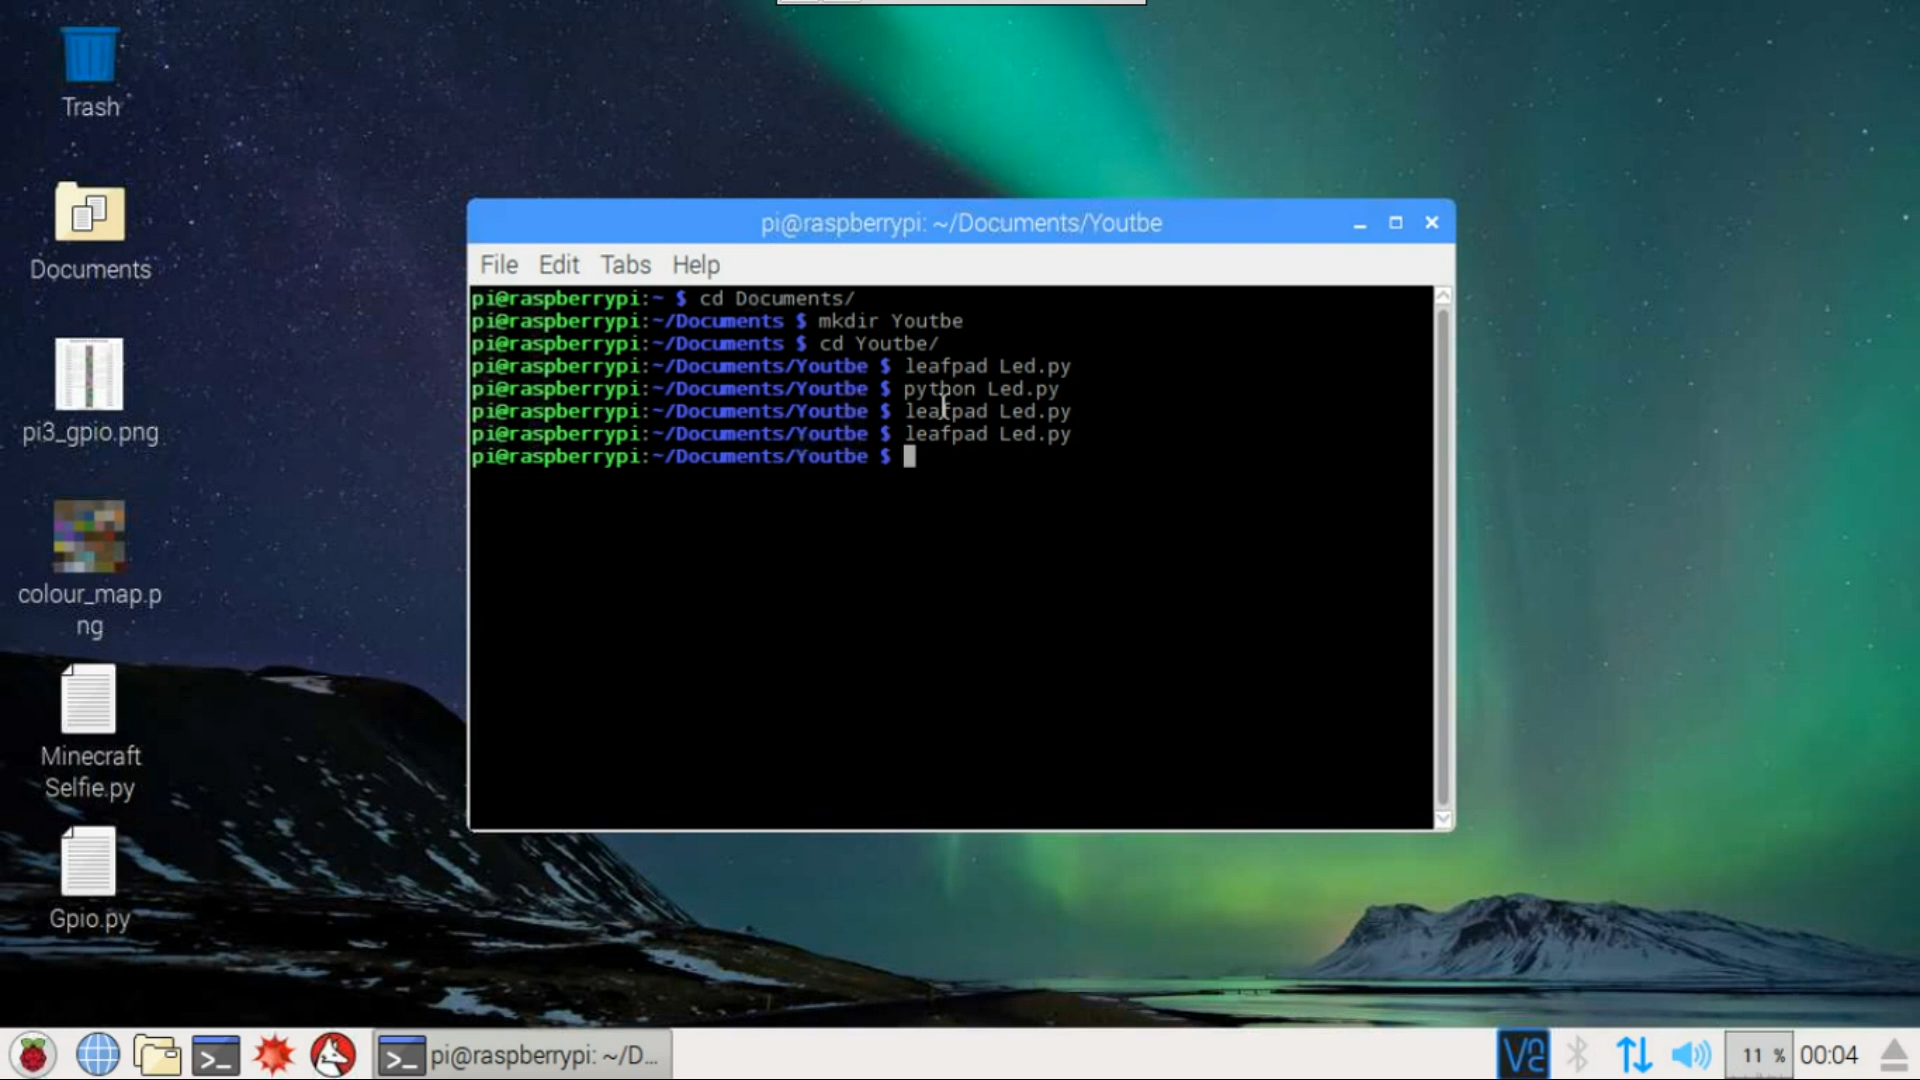 Trash
Documents
pi3_gpio.png
colour_map.p
ng
Minecraft
Selfie.py
Gpio.py
pi@raspberrypi: ~/Documents/Youtbe
File Edit Tabs Help
pi@raspberrypi:~ $ cd Documents/
pi@raspberrypi:~/Documents $ mkdir Youtbe
pi@raspberrypi:~/Documents $ cd Youtbe/
pi@raspberrypi:~/Documents/Youtbe $ leafpad Led.py
pi@raspberrypi:~/Documents/Youtbe $ python Led.py
pi@raspberrypi:~/Documents/Youtbe $ leafpad Led.py
pi@raspberrypi:~/Documents/Youtbe $ leafpad Led.py
pi@raspberrypi:~/Documents/Youtbe $
pi@raspberrypi: ~/D...
11 %
00:04